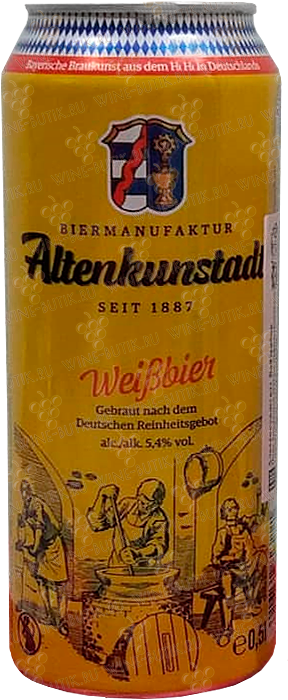 Bayerische Braukunst aus dem Herzen Deutschlands
BIERMANUFAKTUR
Altenkunstadt
SEIT 1887
Weißbier
Gebraut nach dem
Deutschen Reinheitsgebot
alc./alk. 5,4% vol.
e 0,5l